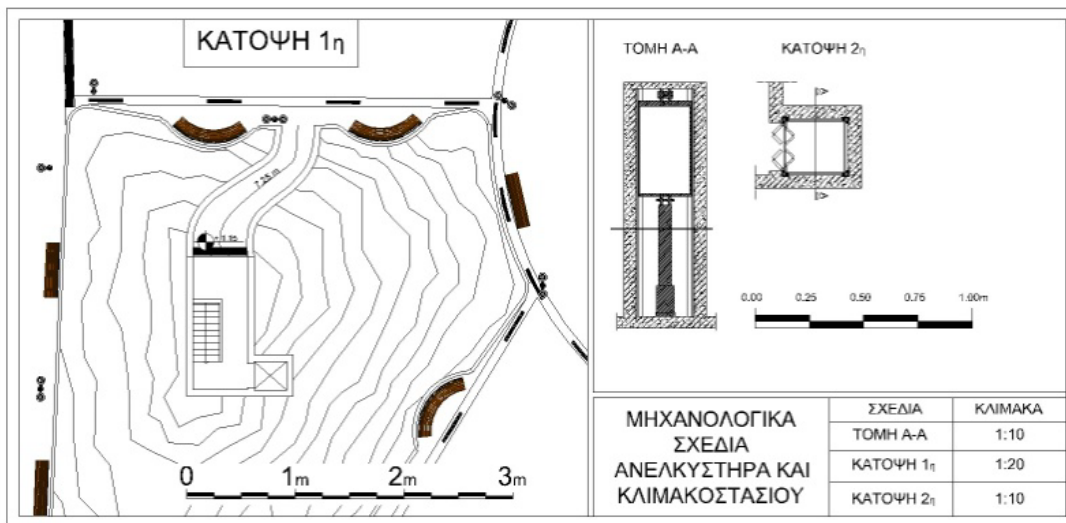 ΚΑΤΟΨΗ 1η
7.25 m
0 1m 2m 3m
ΤΟΜΗ Α-Α ΚΑΤΟΨΗ 2η
0.00 0.25 0.50 0.75 1.00m
ΜΗΧΑΝΟΛΟΓΙΚΑ
ΣΧΕΔΙΑ
ΑΝΕΛΚΥΣΤΗΡΑ ΚΑΙ
ΚΛΙΜΑΚΟΣΤΑΣΙΟΥ
ΣΧΕΔΙΑ ΚΛΙΜΑΚΑ
ΤΟΜΗ Α-Α 1:10
ΚΑΤΟΨΗ 1η 1:20
ΚΑΤΟΨΗ 2η 1:10